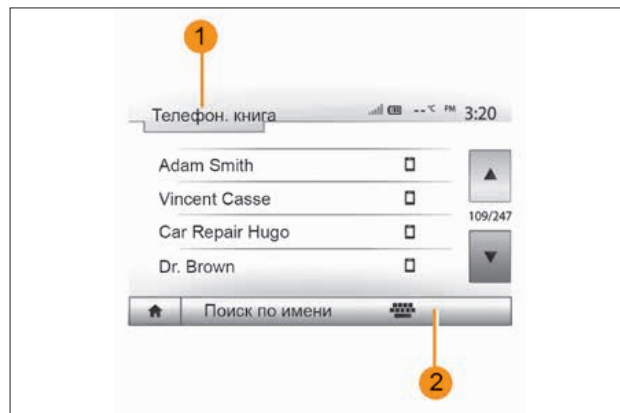 1
Телефон. книга --°C PM 3:20
Adam Smith
Vincent Casse
109/247
Car Repair Hugo
Dr. Brown
Поиск по имени
2